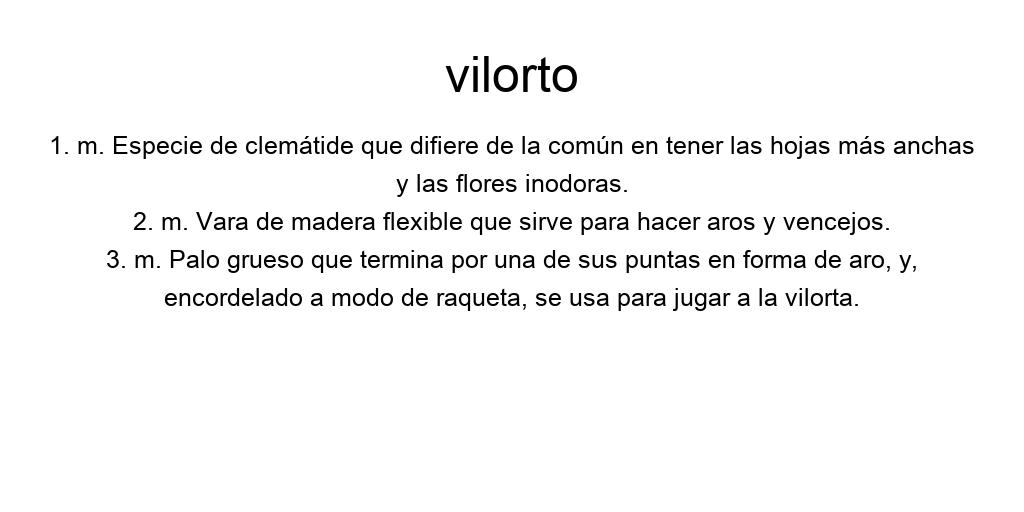 vilorto
1. m. Especie de clemátide que difiere de la común en tener las hojas más anchas
y las flores inodoras.
2. m. Vara de madera flexible que sirve para hacer aros y vencejos.
3. m. Palo grueso que termina por una de sus puntas en forma de aro, y,
encordelado a modo de raqueta, se usa para jugar a la vilorta.